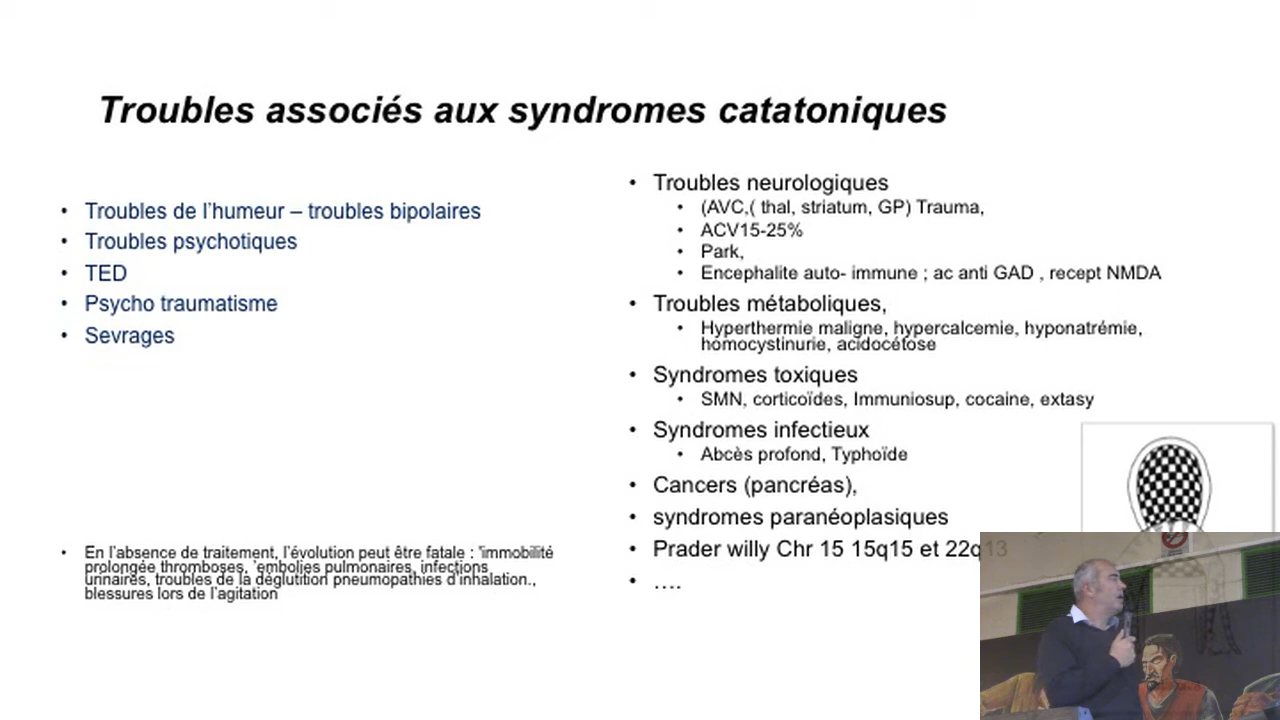 Troubles associés aux syndromes catatoniques
• Troubles de l'humeur – troubles bipolaires
• Troubles psychotiques
• TED
• Psycho traumatisme
• Sevrages
• En l'absence de traitement, l'évolution peut être fatale : 'immobilité
prolongée thromboses, 'embolies pulmonaires, infections
urinaires, troubles de la déglutition pneumopathies d'inhalation.,
blessures lors de l'agitation
• Troubles neurologiques
• (AVC,( thal, striatum, GP) Trauma,
• ACV15-25%
• Park,
• Encephalite auto- immune ; ac anti GAD , recept NMDA
• Troubles métaboliques,
• Hyperthermie maligne, hypercalcemie, hyponatrémie,
homocystinurie, acidocétose
• Syndromes toxiques
• SMN, corticoïdes, Immuniosup, cocaine, extasy
• Syndromes infectieux
• Abcès profond, Typhoïde
• Cancers (pancréas),
• syndromes paranéoplasiques
• Prader willy Chr 15 15q15 et 22q13
• ….